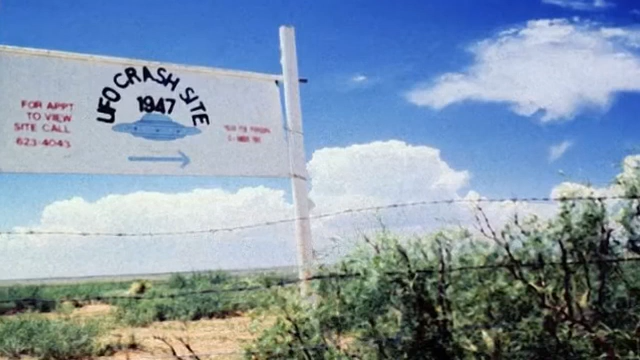 UFO CRASH SITE
1947
FOR APPT
TO VIEW
SITE CALL
623-4043